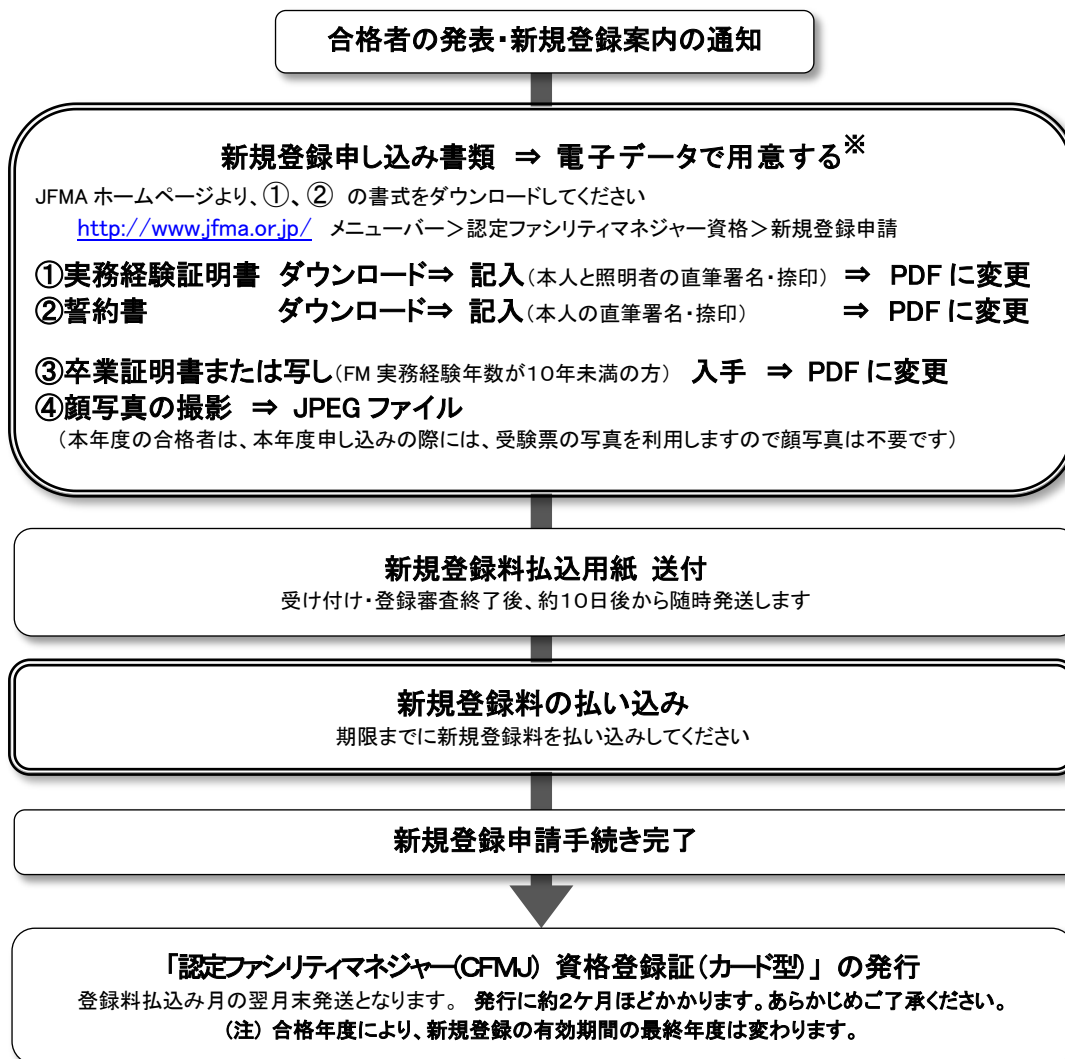 合格者の発表・新規登録案内の通知
新規登録申し込み書類 ⇒ 電子データで用意する※
JFMA ホームページより、①、② の書式をダウンロードしてください
http://www.jfma.or.jp/ メニューバー＞認定ファシリティマネジャー資格＞新規登録申請
①実務経験証明書 ダウンロード⇒ 記入(本人と照明者の直筆署名・捺印) ⇒ PDF に変更
②誓約書 ダウンロード⇒ 記入(本人の直筆署名・捺印) ⇒ PDF に変更
③卒業証明書または写し(FM 実務経験年数が１０年未満の方) 入手 ⇒ PDF に変更
④顔写真の撮影 ⇒ JPEG ファイル
（本年度の合格者は、本年度申し込みの際には、受験票の写真を利用しますので顔写真は不要です）
新規登録料払込用紙 送付
受け付け・登録審査終了後、約１０日後から随時発送します
新規登録料の払い込み
期限までに新規登録料を払い込みしてください
新規登録申請手続き完了
「認定ファシリティマネジャー(CFMJ) 資格登録証(カード型)」 の発行
登録料払込み月の翌月末発送となります。 発行に約２ケ月ほどかかります。あらかじめご了承ください。
(注) 合格年度により、新規登録の有効期間の最終年度は変わります。